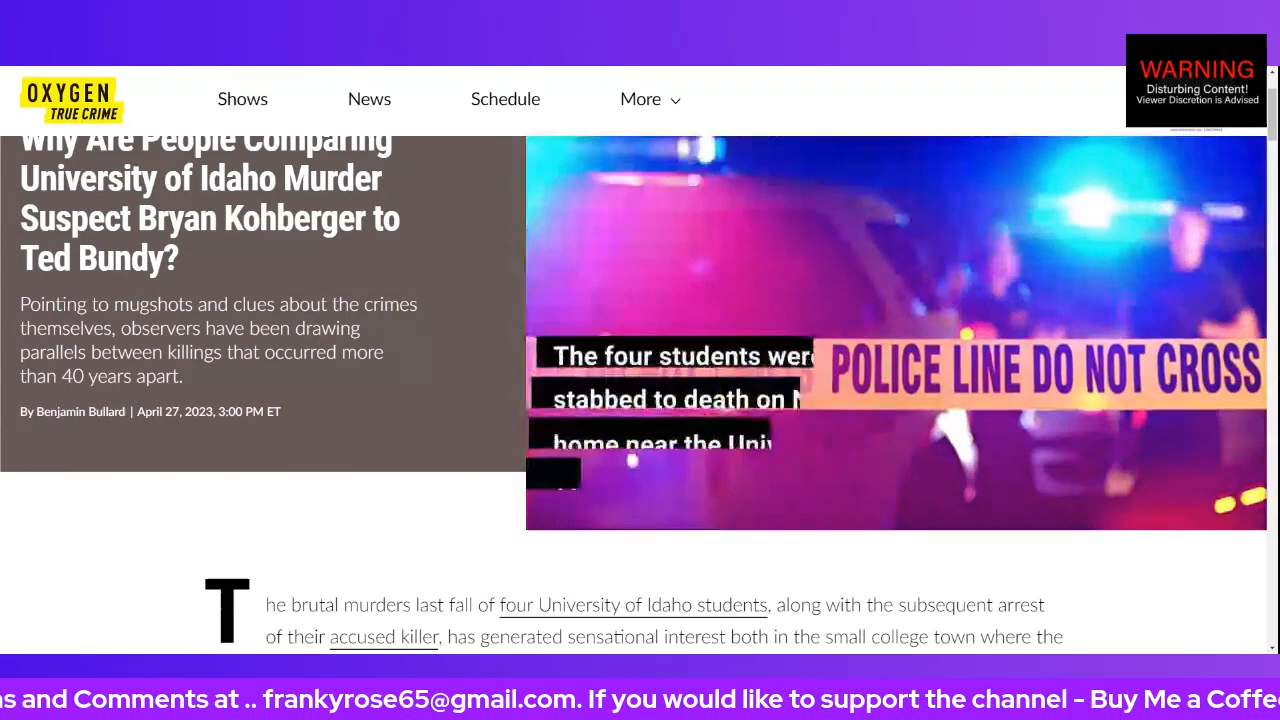 WARNING
Disturbing Content!
Viewer Discretion is Advised
OXYGEN
TRUE CRIME
Shows
News
Schedule
More
Why Are People Comparing
University of Idaho Murder
Suspect Bryan Kohberger to
Ted Bundy?
Pointing to mugshots and clues about the crimes
themselves, observers have been drawing
parallels between killings that occurred more
than 40 years apart.
By Benjamin Bullard | April 27, 2023, 3:00 PM ET
The four students were
stabbed to death on N
home near the Uni
POLICE LINE DO NOT CROSS
The brutal murders last fall of four University of Idaho students, along with the subsequent arrest
of their accused killer, has generated sensational interest both in the small college town where the
ns and Comments at .. frankyrose65@gmail.com. If you would like to support the channel - Buy Me a Coffe